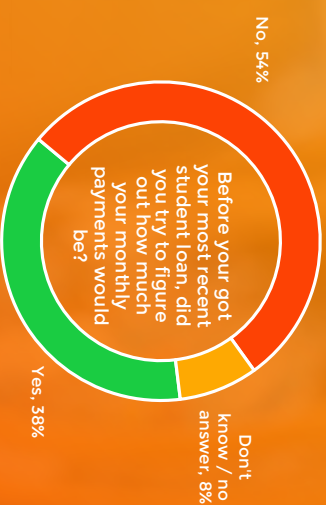 No, 54%
Before your got
your most recent
student loan, did
you try to figure
out how much
your monthly
payments would
be?
Don't
know / no
answer, 8%
Yes, 38%